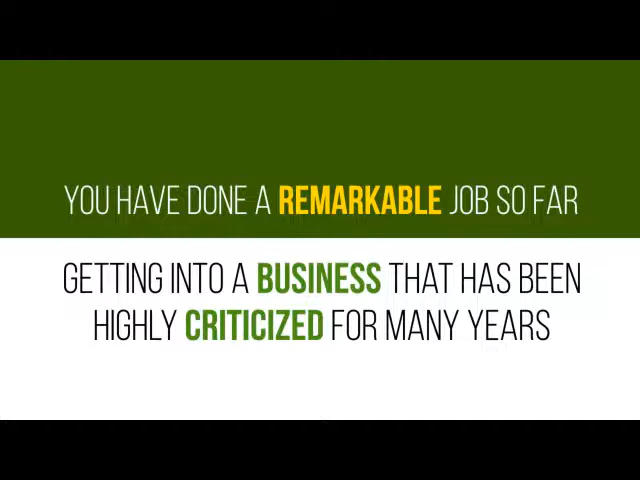 YOU HAVE DONE A REMARKABLE JOB SO FAR
GETTING INTO A BUSINESS THAT HAS BEEN
HIGHLY CRITICIZED FOR MANY YEARS